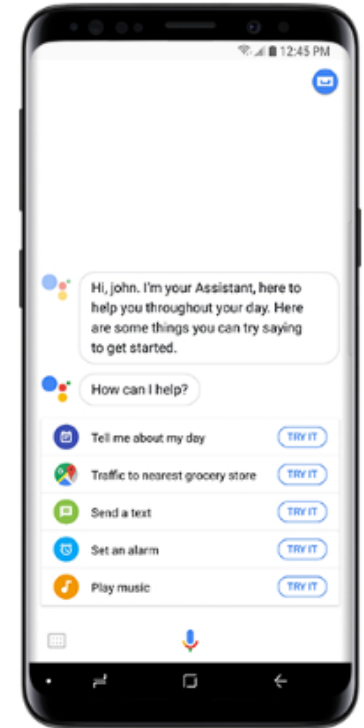 12:45 PM
Hi, john. I'm your Assistant, here to
help you throughout your day. Here
are some things you can try saying
to get started.
How can I help?
Tell me about my day TRY IT
Traffic to nearest grocery store TRY IT
Send a text TRY IT
Set an alarm TRY IT
Play music TRY IT